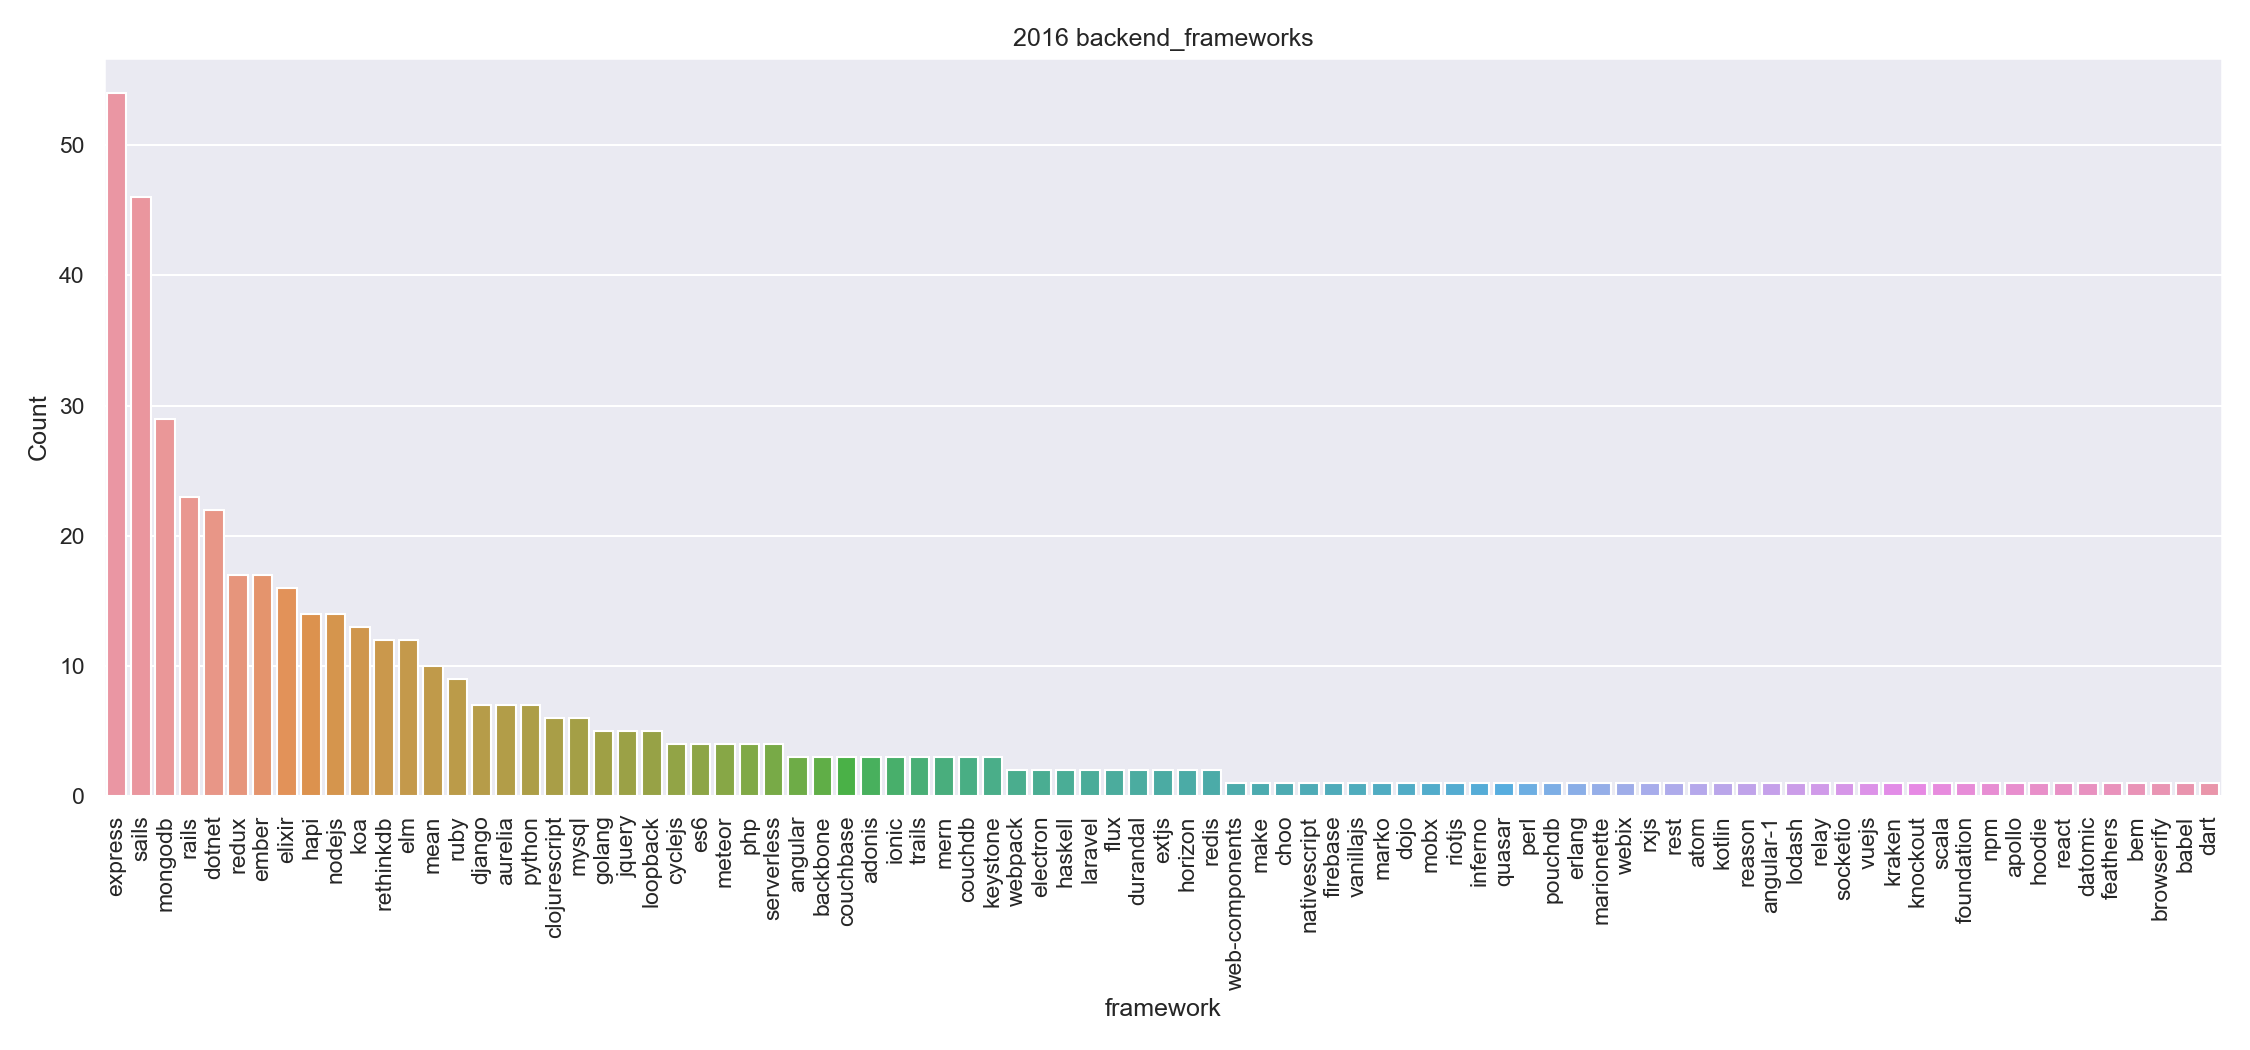 2016 backend_frameworks
50
40
30
20
10
0
Count
express
sails
mongodb
rails
dotnet
redux
ember
elixir
hapi
nodejs
koa
rethinkdb
elm
mean
ruby
django
aurelia
python
clojurescript
mysql
golang
jquery
loopback
cyclejs
es6
meteor
php
serverless
angular
backbone
couchbase
adonis
ionic
trails
mern
couchdb
keystone
webpack
electron
haskell
laravel
flux
durandal
extjs
horizon
redis
web-components
make
choo
nativescript
firebase
vanillajs
marko
dojo
mobx
riotjs
inferno
quasar
perl
pouchdb
erlang
marionette
webix
rxjs
rest
atom
kotlin
reason
angular-1
lodash
relay
socketio
vuejs
kraken
knockout
scala
foundation
npm
apollo
hoodie
react
datomic
feathers
bem
browserify
babel
dart
framework